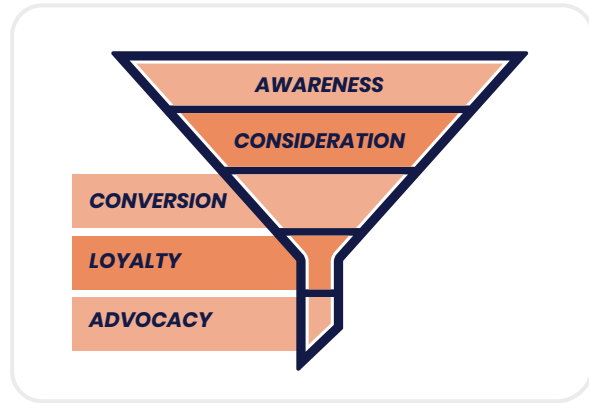 AWARENESS
CONSIDERATION
CONVERSION
LOYALTY
ADVOCACY